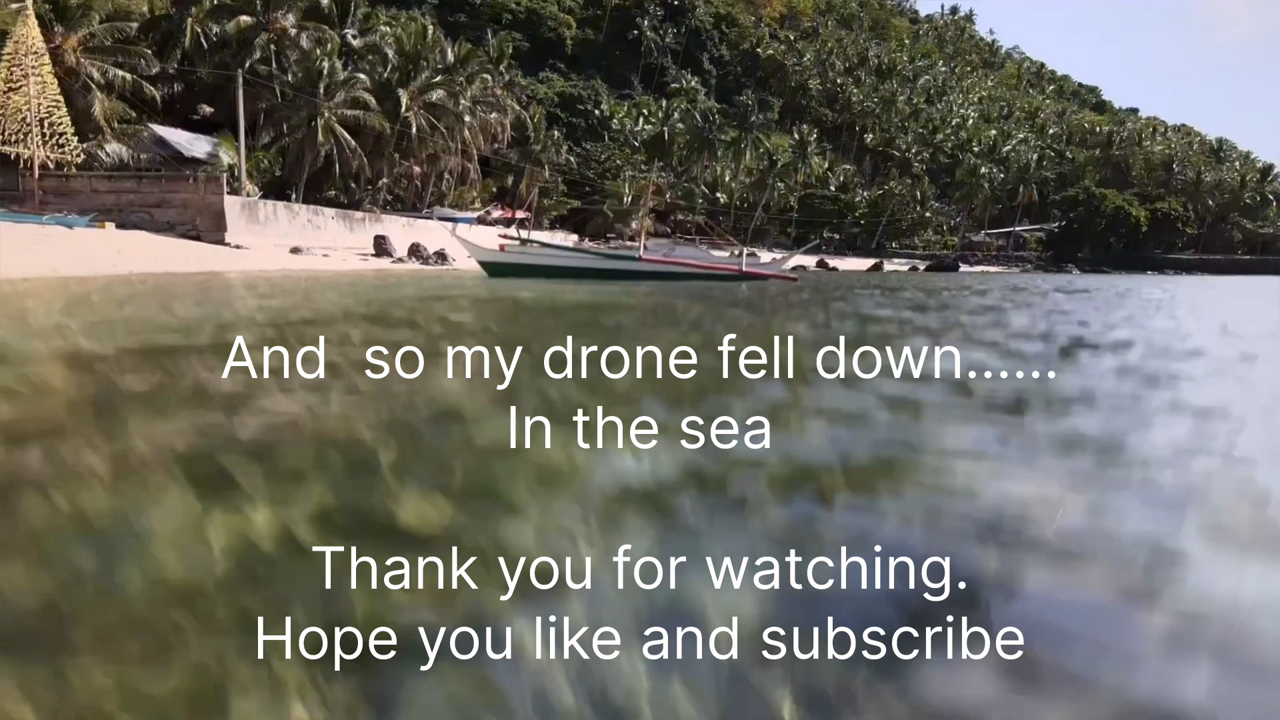 And  so my drone fell down......
In the sea
Thank you for watching.
Hope you like and subscribe